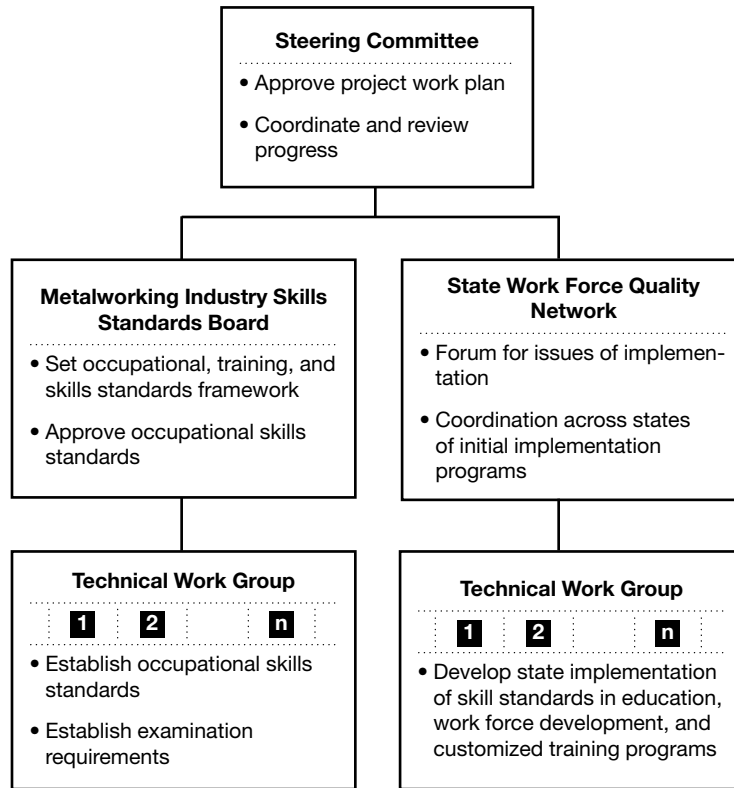 Steering Committee
• Approve project work plan
• Coordinate and review
progress
Metalworking Industry Skills
Standards Board
• Set occupational, training, and
skills standards framework
• Approve occupational skills
standards
State Work Force Quality
Network
• Forum for issues of implemen-
tation
• Coordination across states
of initial implementation
programs
Technical Work Group
1 2 n
• Establish occupational skills
standards
• Establish examination
requirements
Technical Work Group
1 2 n
• Develop state implementation
of skill standards in education,
work force development, and
customized training programs